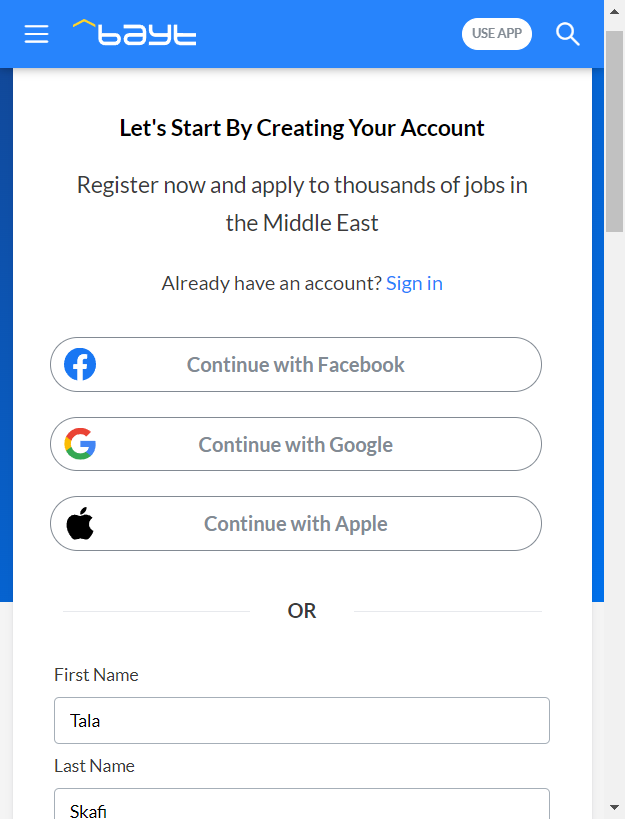 bayt
USE APP
Let's Start By Creating Your Account
Register now and apply to thousands of jobs in
the Middle East
Already have an account? Sign in
Continue with Facebook
Continue with Google
Continue with Apple
OR
First Name
Tala
Last Name
Skafi